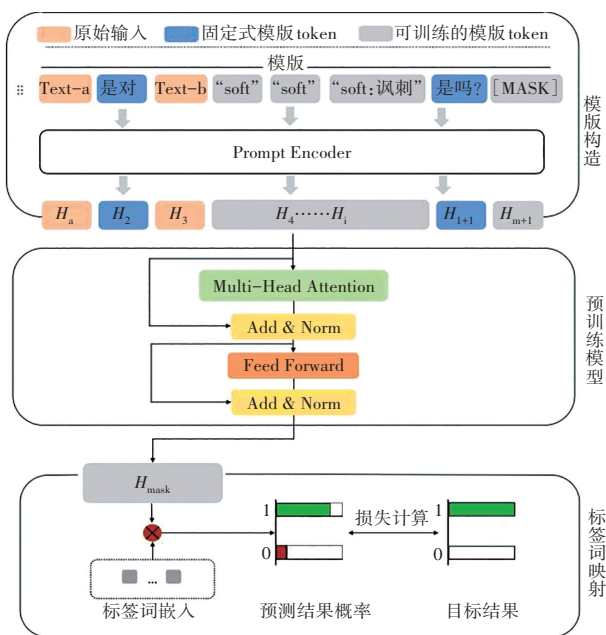 原始输入 固定式模版token 可训练的模版token
模版
Text-a 是对 Text-b “soft” “soft” “soft:讽刺” 是吗? [MASK]
Prompt Encoder
Ha H2 H3 H4……Hi H1+1 Hm+1
模版构造
Multi-Head Attention
Add & Norm
Feed Forward
Add & Norm
预训练模型
Hmask
1 损失计算 1
0 0
...
标签词嵌入 预测结果概率 目标结果
标签词映射